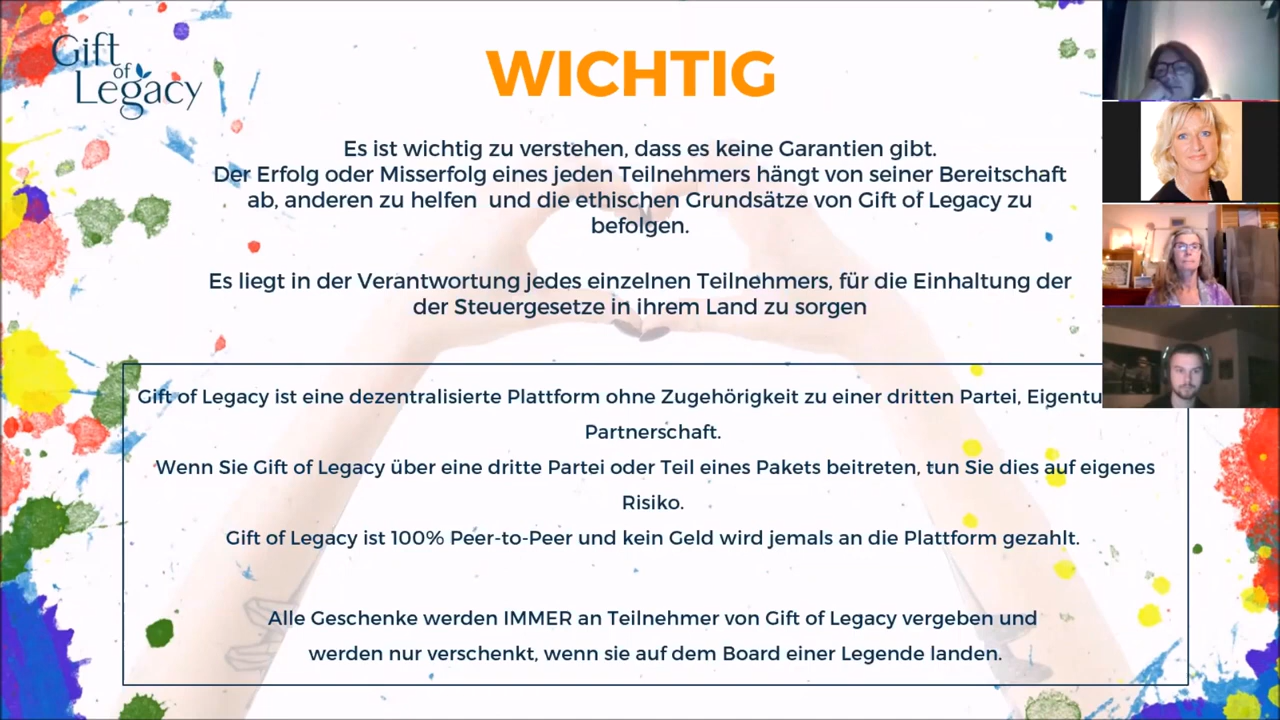 Gift
of
Legacy
WICHTIG
Es ist wichtig zu verstehen, dass es keine Garantien gibt.
Der Erfolg oder Misserfolg eines jeden Teilnehmers hängt von seiner Bereitschaft
ab, anderen zu helfen und die ethischen Grundsätze von Gift of Legacy zu
befolgen.
Es liegt in der Verantwortung jedes einzelnen Teilnehmers, für die Einhaltung der
der Steuergesetze in ihrem Land zu sorgen
Gift of Legacy ist eine dezentralisierte Plattform ohne Zugehörigkeit zu einer dritten Partei,
Partnerschaft.
Wenn Sie Gift of Legacy über eine dritte Partei oder Teil eines Pakets beitreten, tun Sie dies auf eigenes
Risiko.
Gift of Legacy ist 100% Peer-to-Peer und kein Geld wird jemals an die Plattform gezahlt.
Alle Geschenke werden IMMER an Teilnehmer von Gift of Legacy vergeben und
werden nur verschenkt, wenn sie auf dem Board einer Legende landen.